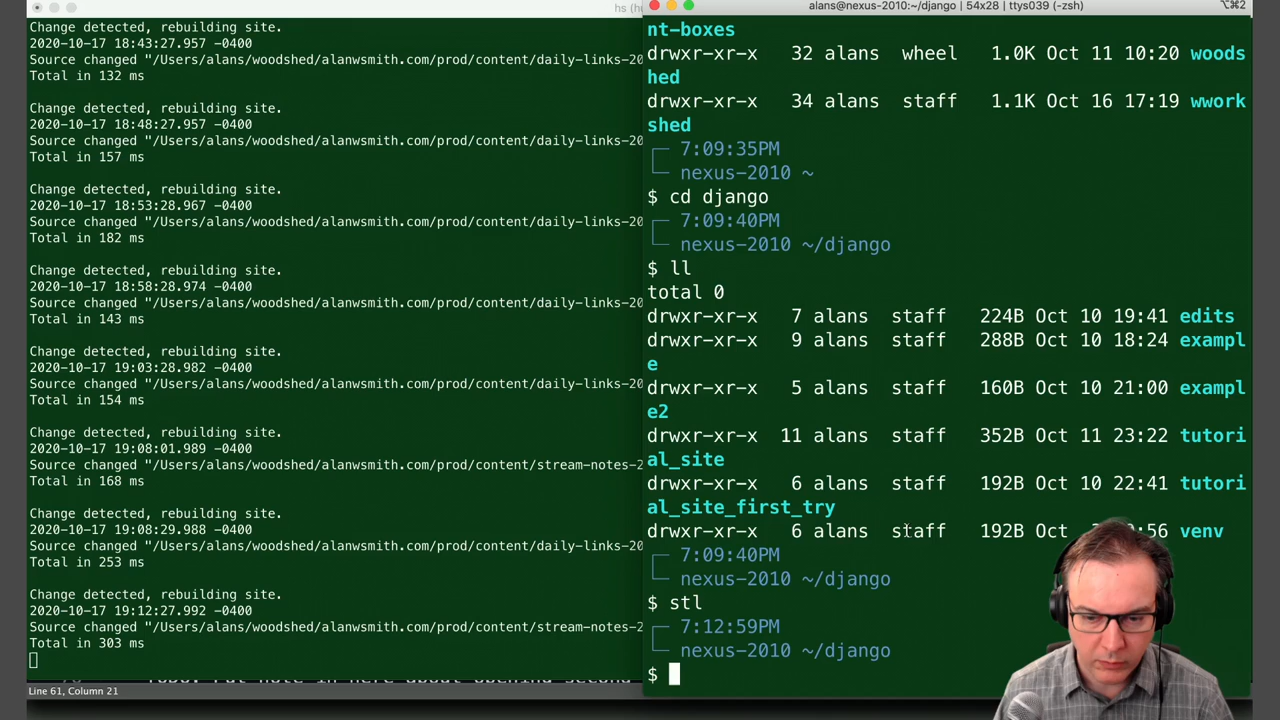 hs (hu
Change detected, rebuilding site.
2020-10-17 18:43:27.957 -0400
Source changed "/Users/alans/woodshed/alanwsmith.com/prod/content/daily-links-20
Total in 132 ms
Change detected, rebuilding site.
2020-10-17 18:48:27.957 -0400
Source changed "/Users/alans/woodshed/alanwsmith.com/prod/content/daily-links-20
Total in 157 ms
Change detected, rebuilding site.
2020-10-17 18:53:28.967 -0400
Source changed "/Users/alans/woodshed/alanwsmith.com/prod/content/daily-links-20
Total in 182 ms
Change detected, rebuilding site.
2020-10-17 18:58:28.974 -0400
Source changed "/Users/alans/woodshed/alanwsmith.com/prod/content/daily-links-20
Total in 143 ms
Change detected, rebuilding site.
2020-10-17 19:03:28.982 -0400
Source changed "/Users/alans/woodshed/alanwsmith.com/prod/content/daily-links-20
Total in 154 ms
Change detected, rebuilding site.
2020-10-17 19:08:01.989 -0400
Source changed "/Users/alans/woodshed/alanwsmith.com/prod/content/stream-notes-2
Total in 168 ms
Change detected, rebuilding site.
2020-10-17 19:08:29.988 -0400
Source changed "/Users/alans/woodshed/alanwsmith.com/prod/content/stream-notes-2
Total in 253 ms
Change detected, rebuilding site.
2020-10-17 19:12:27.992 -0400
Source changed "/Users/alans/woodshed/alanwsmith.com/prod/content/stream-notes-2
Total in 303 ms
Line 61, Column 21
alans@nexus-2010:~/django | 54x28 | ttys039 (-zsh)
⌥⌘2
nt-boxes
drwxr-xr-x 32 alans wheel 1.0K Oct 11 10:20 woods
hed
drwxr-xr-x 34 alans staff 1.1K Oct 16 17:19 wwork
shed
7:09:35PM
nexus-2010 ~
$ cd django
7:09:40PM
nexus-2010 ~/django
$ ll
total 0
drwxr-xr-x 7 alans staff 224B Oct 10 19:41 edits
drwxr-xr-x 9 alans staff 288B Oct 10 18:24 exampl
e
drwxr-xr-x 5 alans staff 160B Oct 10 21:00 exampl
e2
drwxr-xr-x 11 alans staff 352B Oct 11 23:22 tutori
al_site
drwxr-xr-x 6 alans staff 192B Oct 10 22:41 tutori
al_site_first_try
drwxr-xr-x 6 alans staff 192B Oct :56 venv
7:09:40PM
nexus-2010 ~/django
$ stl
7:12:59PM
nexus-2010 ~/django
$